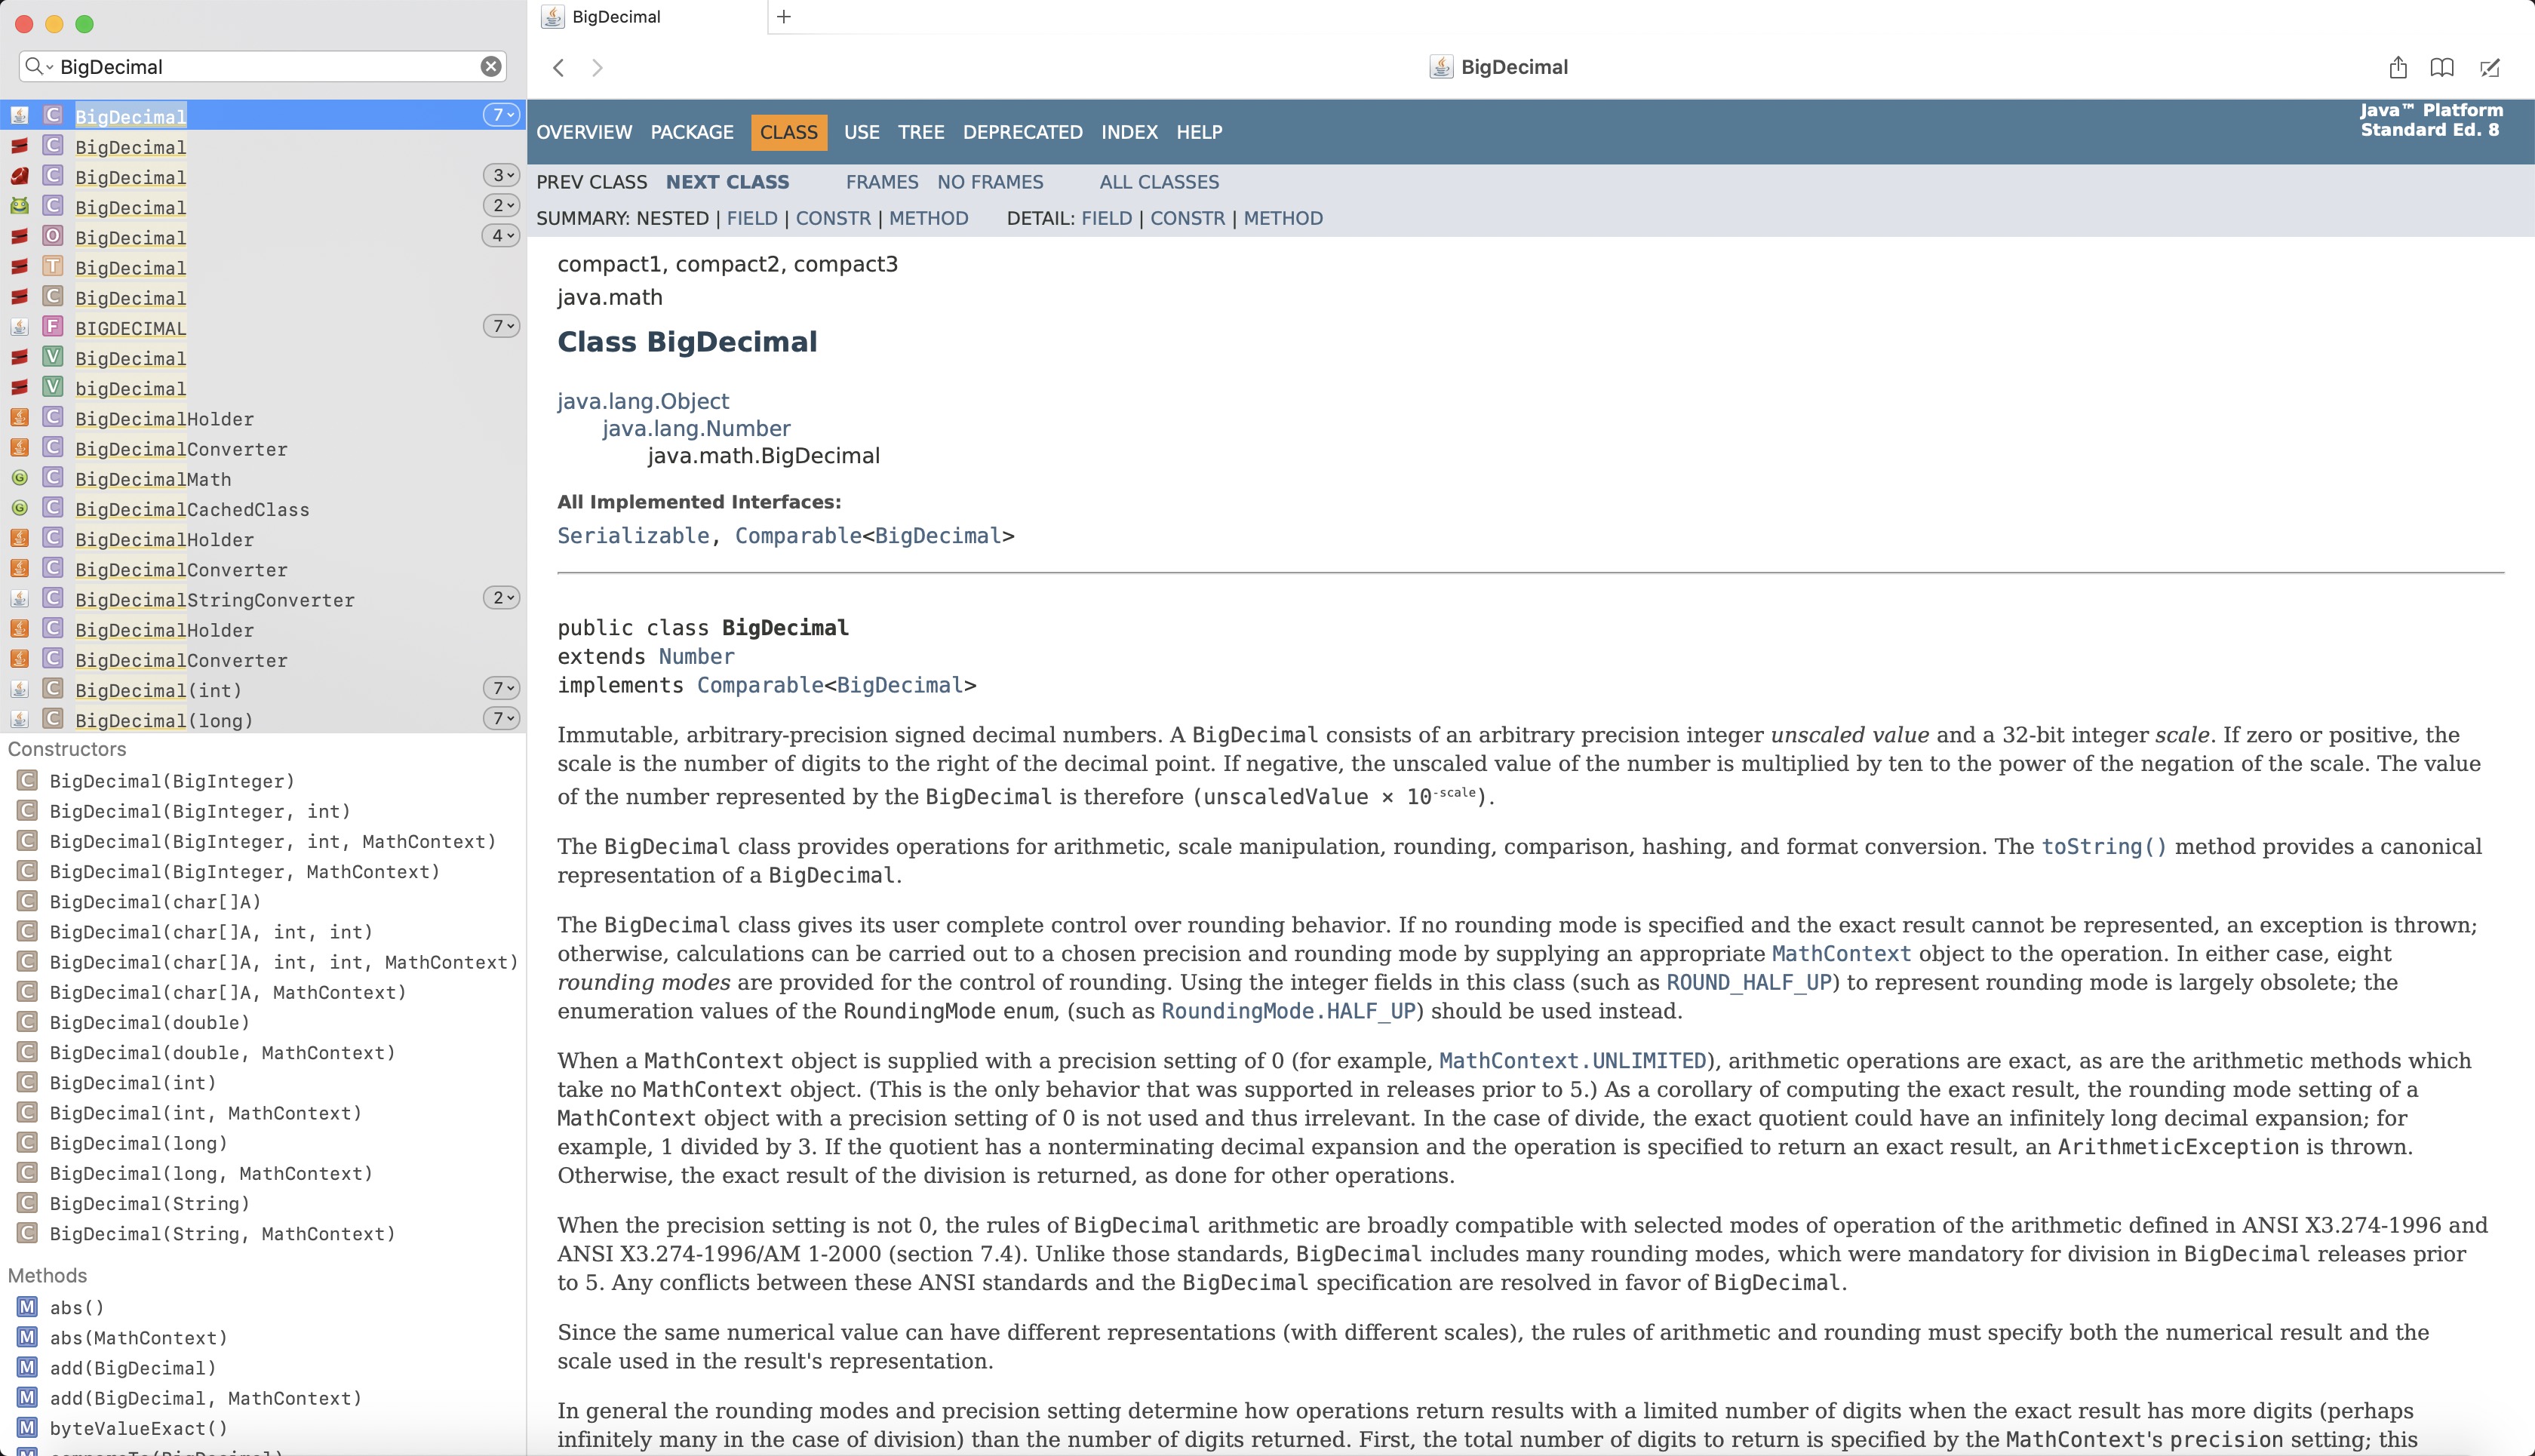 BigDecimal
BigDecimal 7
BigDecimal
BigDecimal 3
BigDecimal 2
BigDecimal 4
BigDecimal
BigDecimal
BIGDECIMAL 7
BigDecimal
bigDecimal
BigDecimalHolder
BigDecimalConverter
BigDecimalMath
BigDecimalCachedClass
BigDecimalHolder
BigDecimalConverter
BigDecimalStringConverter 2
BigDecimalHolder
BigDecimalConverter
BigDecimal(int) 7
BigDecimal(long) 7
Constructors
BigDecimal(BigInteger)
BigDecimal(BigInteger, int)
BigDecimal(BigInteger, int, MathContext)
BigDecimal(BigInteger, MathContext)
BigDecimal(char[]A)
BigDecimal(char[]A, int, int)
BigDecimal(char[]A, int, int, MathContext)
BigDecimal(char[]A, MathContext)
BigDecimal(double)
BigDecimal(double, MathContext)
BigDecimal(int)
BigDecimal(int, MathContext)
BigDecimal(long)
BigDecimal(long, MathContext)
BigDecimal(String)
BigDecimal(String, MathContext)
Methods
abs()
abs(MathContext)
add(BigDecimal)
add(BigDecimal, MathContext)
byteValueExact()
BigDecimal
BigDecimal
OVERVIEW PACKAGE CLASS USE TREE DEPRECATED INDEX HELP
Java™ Platform
Standard Ed. 8
PREV CLASS NEXT CLASS FRAMES NO FRAMES ALL CLASSES
SUMMARY: NESTED | FIELD | CONSTR | METHOD DETAIL: FIELD | CONSTR | METHOD
compact1, compact2, compact3
java.math
Class BigDecimal
java.lang.Object
java.lang.Number
java.math.BigDecimal
All Implemented Interfaces:
Serializable, Comparable<BigDecimal>
public class BigDecimal
extends Number
implements Comparable<BigDecimal>
Immutable, arbitrary-precision signed decimal numbers. A BigDecimal consists of an arbitrary precision integer unscaled value and a 32-bit integer scale. If zero or positive, the
scale is the number of digits to the right of the decimal point. If negative, the unscaled value of the number is multiplied by ten to the power of the negation of the scale. The value
of the number represented by the BigDecimal is therefore (unscaledValue × 10-scale).
The BigDecimal class provides operations for arithmetic, scale manipulation, rounding, comparison, hashing, and format conversion. The toString() method provides a canonical
representation of a BigDecimal.
The BigDecimal class gives its user complete control over rounding behavior. If no rounding mode is specified and the exact result cannot be represented, an exception is thrown;
otherwise, calculations can be carried out to a chosen precision and rounding mode by supplying an appropriate MathContext object to the operation. In either case, eight
rounding modes are provided for the control of rounding. Using the integer fields in this class (such as ROUND_HALF_UP) to represent rounding mode is largely obsolete; the
enumeration values of the RoundingMode enum, (such as RoundingMode.HALF_UP) should be used instead.
When a MathContext object is supplied with a precision setting of 0 (for example, MathContext.UNLIMITED), arithmetic operations are exact, as are the arithmetic methods which
take no MathContext object. (This is the only behavior that was supported in releases prior to 5.) As a corollary of computing the exact result, the rounding mode setting of a
MathContext object with a precision setting of 0 is not used and thus irrelevant. In the case of divide, the exact quotient could have an infinitely long decimal expansion; for
example, 1 divided by 3. If the quotient has a nonterminating decimal expansion and the operation is specified to return an exact result, an ArithmeticException is thrown.
Otherwise, the exact result of the division is returned, as done for other operations.
When the precision setting is not 0, the rules of BigDecimal arithmetic are broadly compatible with selected modes of operation of the arithmetic defined in ANSI X3.274-1996 and
ANSI X3.274-1996/AM 1-2000 (section 7.4). Unlike those standards, BigDecimal includes many rounding modes, which were mandatory for division in BigDecimal releases prior
to 5. Any conflicts between these ANSI standards and the BigDecimal specification are resolved in favor of BigDecimal.
Since the same numerical value can have different representations (with different scales), the rules of arithmetic and rounding must specify both the numerical result and the
scale used in the result's representation.
In general the rounding modes and precision setting determine how operations return results with a limited number of digits when the exact result has more digits (perhaps
infinitely many in the case of division) than the number of digits returned. First, the total number of digits to return is specified by the MathContext's precision setting; this